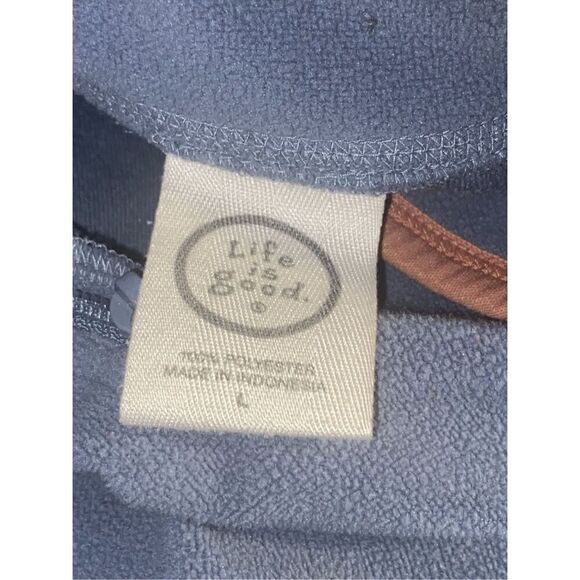 Life
is
good.
®
100% POLYESTER
MADE IN INDONESIA
L